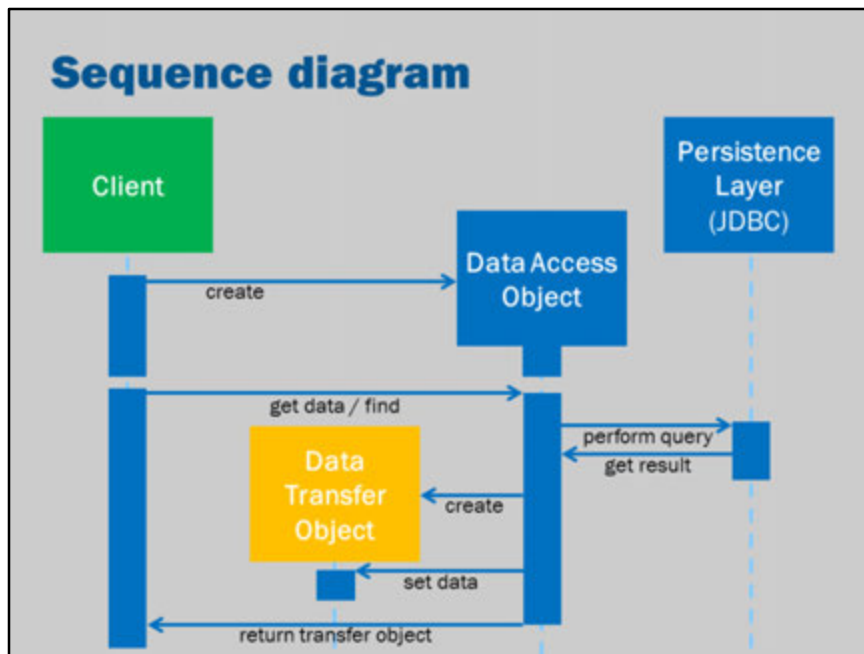 Sequence diagram
Client
Persistence
Layer
(JDBC)
Data Access
Object
create
get data / find
perform query
get result
Data
Transfer
Object
create
set data
return transfer object